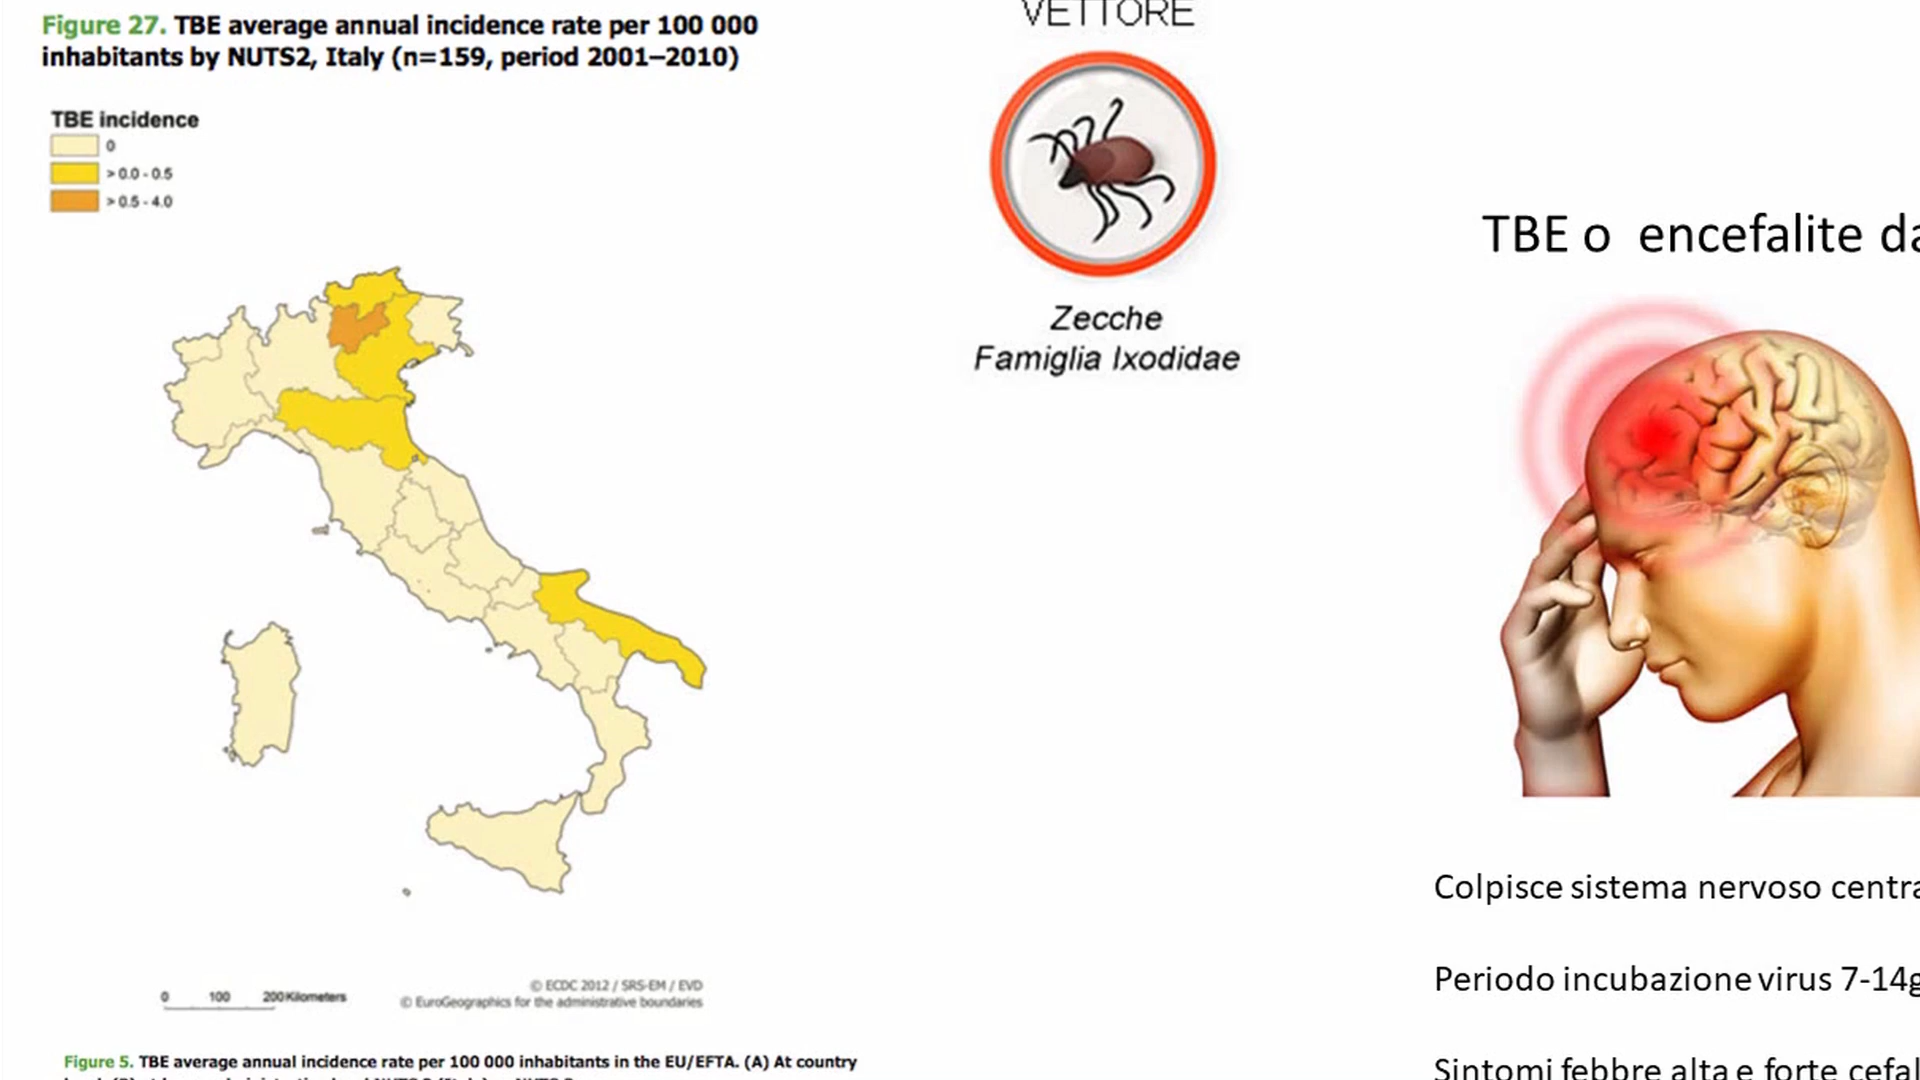 Figure 27. TBE average annual incidence rate per 100 000
inhabitants by NUTS2, Italy (n=159, period 2001–2010)
TBE incidence
0
> 0.0 - 0.5
> 0.5 - 4.0
0 100 200 Kilometers
© ECDC 2012 / SRS-EM / EVD
© EuroGeographics for the administrative boundaries
Figure 5. TBE average annual incidence rate per 100 000 inhabitants in the EU/EFTA. (A) At country
VETTORE
Zecche
Famiglia Ixodidae
TBE o encefalite da
Colpisce sistema nervoso centra
Periodo incubazione virus 7-14g
Sintomi febbre alta e forte cefal